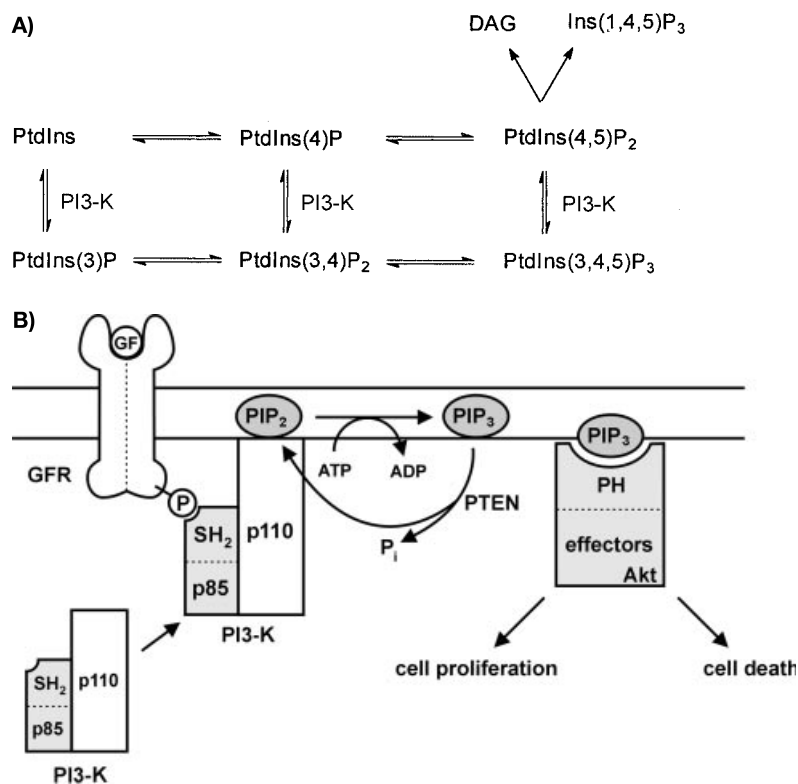 A)
DAG Ins(1,4,5)P₃
PtdIns PtdIns(4)P PtdIns(4,5)P₂
PI3-K PI3-K PI3-K
PtdIns(3)P PtdIns(3,4)P₂ PtdIns(3,4,5)P₃
B)
GF
PIP₂ PIP₃ PIP₃
GFR ATP ADP PH
P PTEN
SH₂ p110 Pᵢ effectors
p85 Akt
PI3-K
cell proliferation cell death
SH₂ p110
p85
PI3-K